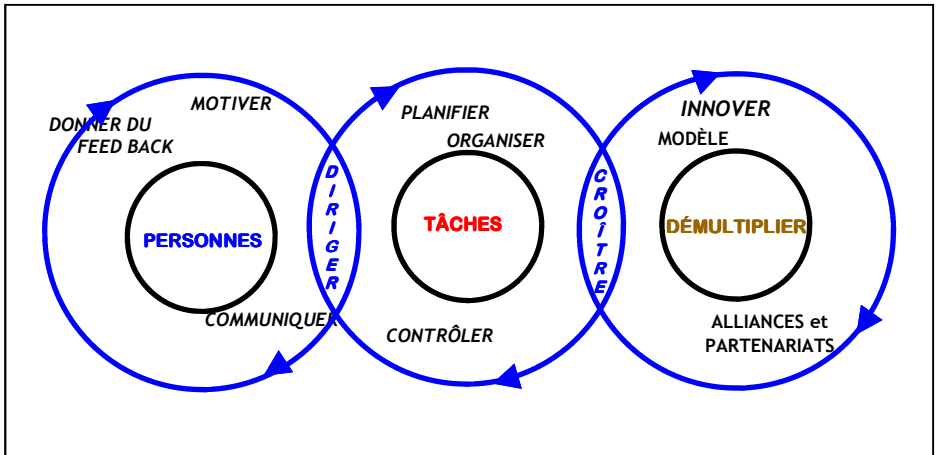 MOTIVER
DONNER DU
FEED BACK
PERSONNES
COMMUNIQUER
DIRIGER
PLANIFIER
ORGANISER
TÂCHES
CONTRÔLER
CROÎTRE
INNOVER
MODÈLE
DÉMULTIPLIER
ALLIANCES et
PARTENARIATS